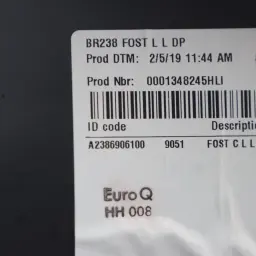 BR238 FOST L L DP
Prod DTM: 2/5/19 11:44 AM
Prod Nbr: 0001348245HLI
ID code Descripti
A2386906100 9051 FOST C L L
Euro Q
HH 008